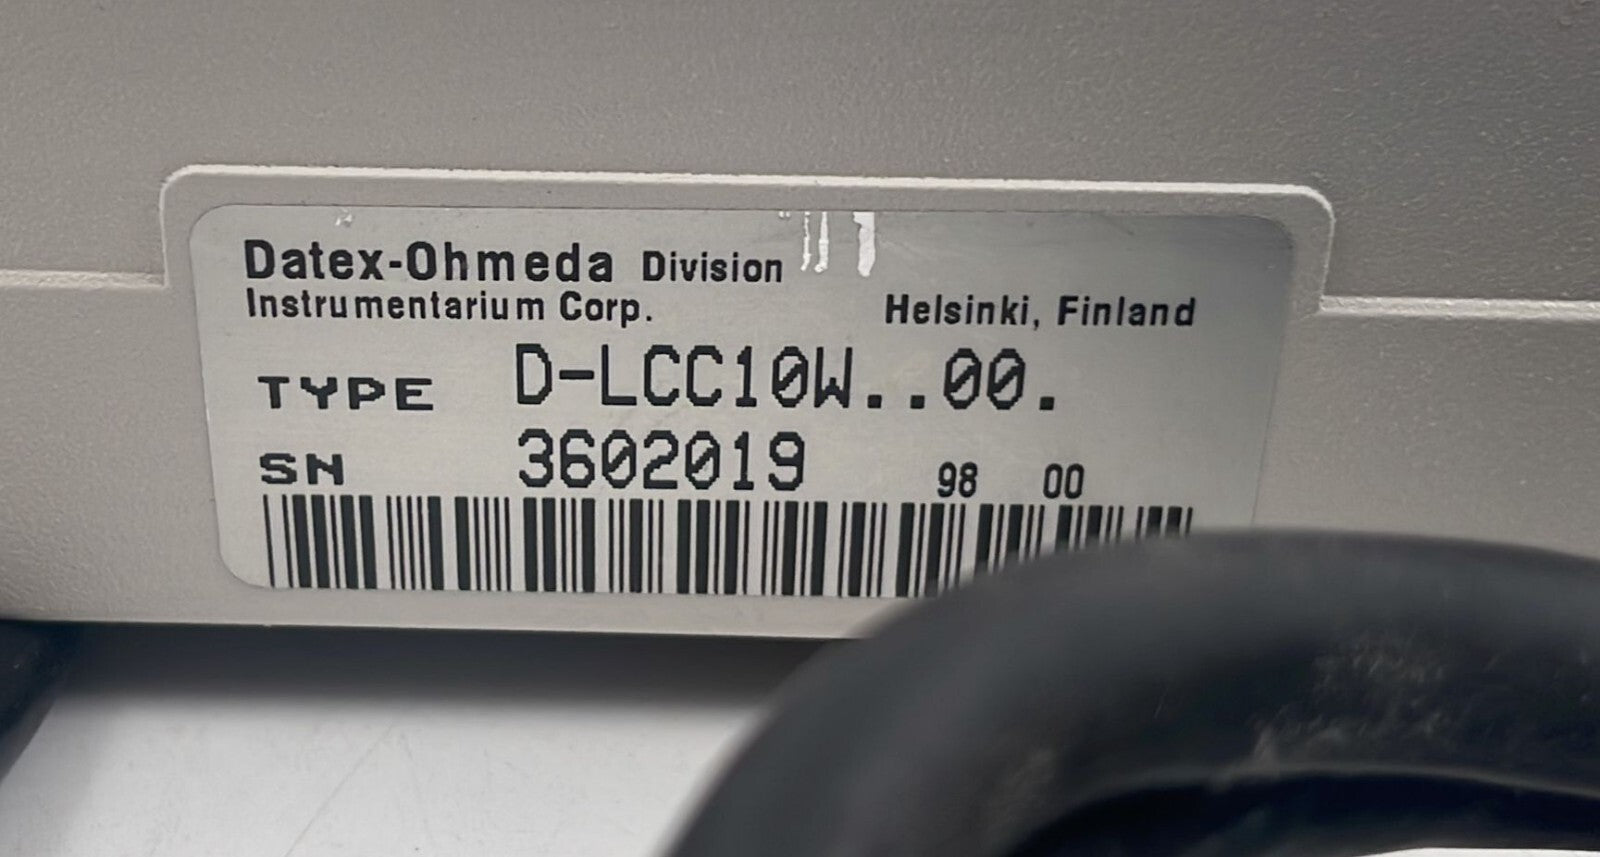 Datex-Ohmeda Division
Instrumentarium Corp. Helsinki, Finland
TYPE D-LCC10W..00.
SN 3602019 98 00